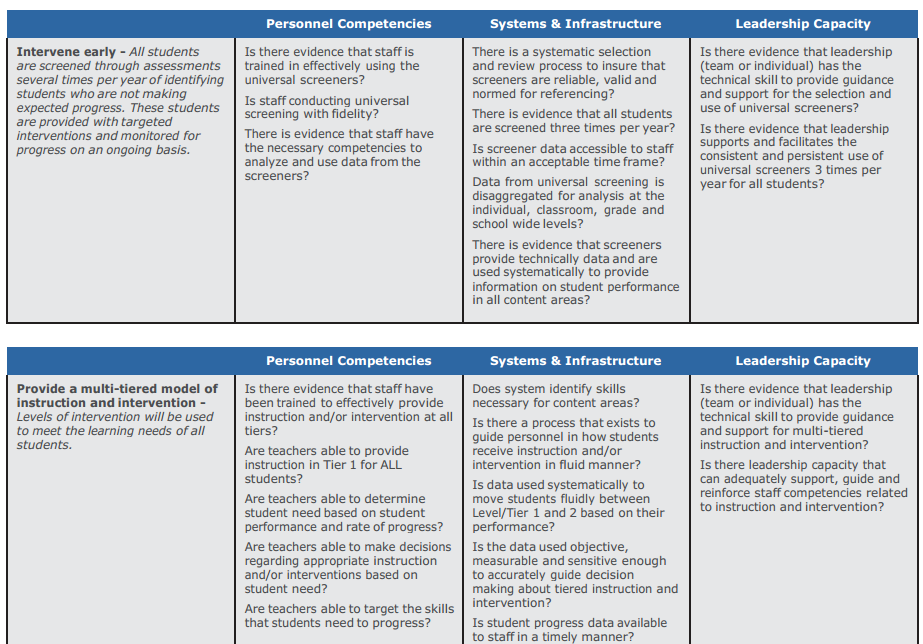 Personnel Competencies
Systems & Infrastructure
Leadership Capacity
Intervene early – All students
are screened through assessments
several times per year of identifying
students who are not making
expected progress. These students
are provided with targeted
interventions and monitored for
progress on an ongoing basis.
Is there evidence that staff is
trained in effectively using the
universal screeners?
Is staff conducting universal
screening with fidelity?
There is evidence that staff have
the necessary competencies to
analyze and use data from the
screeners?
There is a systematic selection
and review process to insure that
screeners are reliable, valid and
normed for referencing?
There is evidence that all students
are screened three times per year?
Is screener data accessible to staff
within an acceptable time frame?
Data from universal screening is
disaggregated for analysis at the
individual, classroom, grade and
school wide levels?
There is evidence that screeners
provide technically data and are
used systematically to provide
information on student performance
in all content areas?
Is there evidence that leadership
(team or individual) has the
technical skill to provide guidance
and support for the selection and
use of universal screeners?
Is there evidence that leadership
supports and facilitates the
consistent and persistent use of
universal screeners 3 times per
year for all students?
Personnel Competencies
Systems & Infrastructure
Leadership Capacity
Provide a multi-tiered model of
instruction and intervention –
Levels of intervention will be used
to meet the learning needs of all
students.
Is there evidence that staff have
been trained to effectively provide
instruction and/or intervention at all
tiers?
Are teachers able to provide
instruction in Tier 1 for ALL
students?
Are teachers able to determine
student need based on student
performance and rate of progress?
Are teachers able to make decisions
regarding appropriate instruction
and/or interventions based on
student need?
Are teachers able to target the skills
that students need to progress?
Does system identify skills
necessary for content areas?
Is there a process that exists to
guide personnel in how students
receive instruction and/or
intervention in fluid manner?
Is data used systematically to
move students fluidly between
Level/Tier 1 and 2 based on their
performance?
Is the data used objective,
measurable and sensitive enough
to accurately guide decision
making about tiered instruction and
intervention?
Is student progress data available
to staff in a timely manner?
Is there evidence that leadership
(team or individual) has the
technical skill to provide guidance
and support for multi-tiered
instruction and intervention?
Is there leadership capacity that
can adequately support, guide and
reinforce staff competencies related
to instruction and intervention?